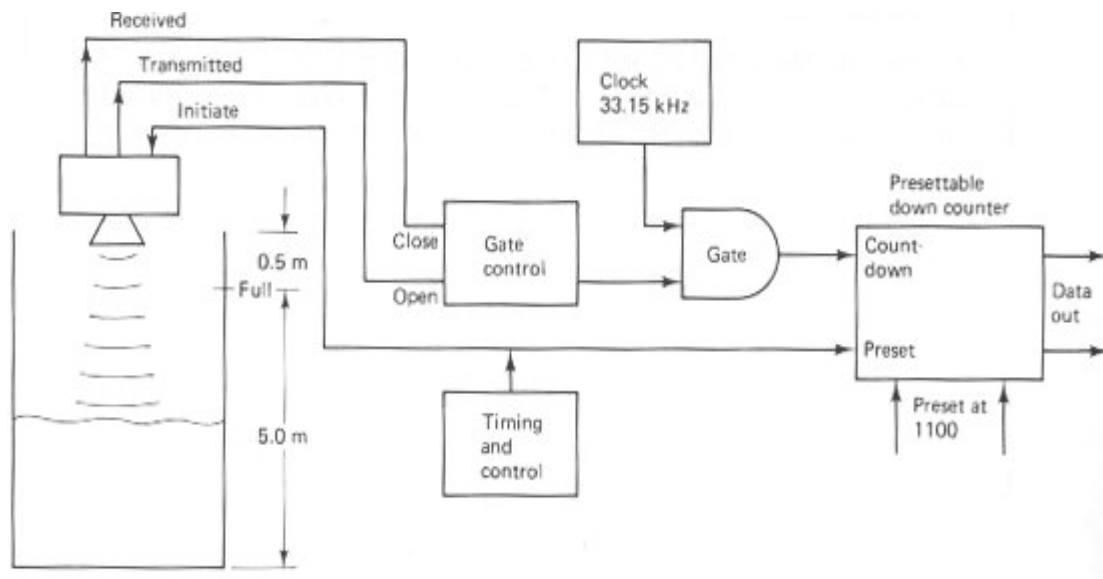 Received
Transmitted
Initiate
Clock
33.15 kHz
Presettable
down counter
0.5 m
Full
Close
Open
Gate
control
Gate
Count-
down
Data
out
Preset
Preset at
1100
5.0 m
Timing
and
control